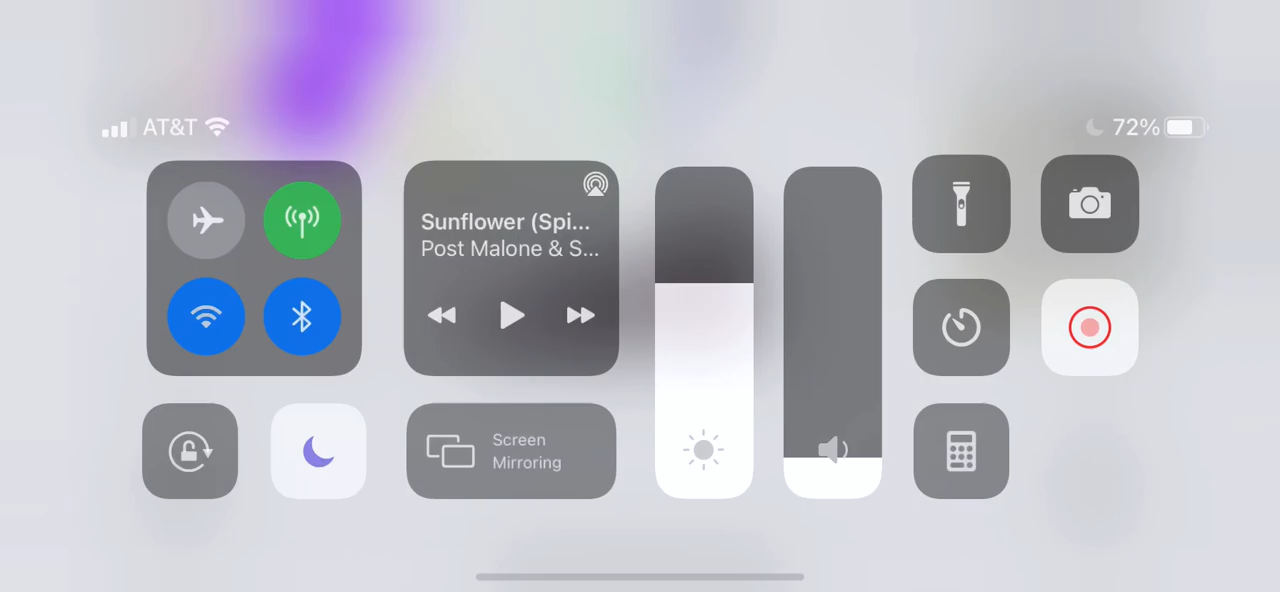 AT&T
72%
Sunflower (Spi...
Post Malone & S...
Screen
Mirroring